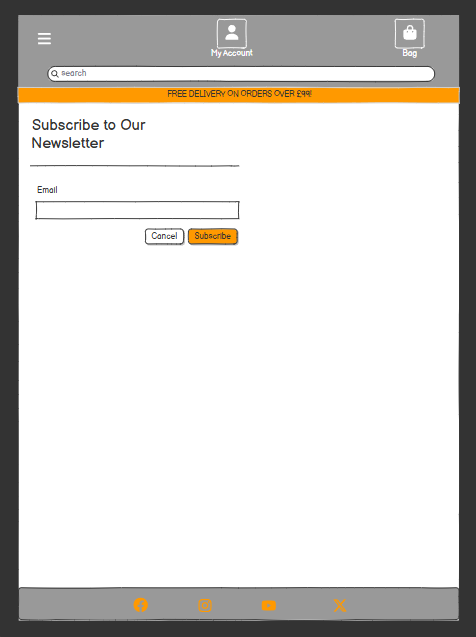 My Account
Bag
search
FREE DELIVERY ON ORDERS OVER £99!
Subscribe to Our
Newsletter
Email
Cancel
Subscribe